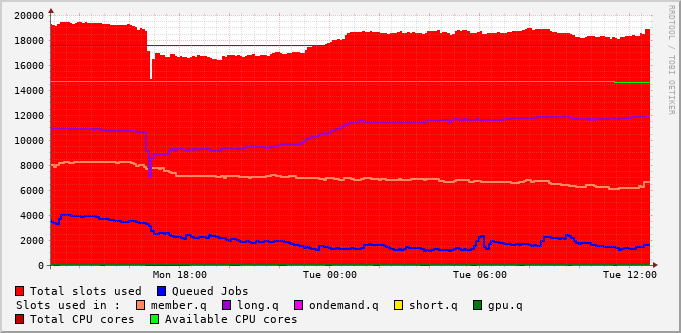 20000
18000
16000
14000
12000
10000
8000
6000
4000
2000
0
Mon 18:00 Tue 00:00 Tue 06:00 Tue 12:00
RRDTOOL / TOBI OETIKER
Total slots used Queued Jobs
Slots used in : member.q long.q ondemand.q short.q gpu.q
Total CPU cores Available CPU cores